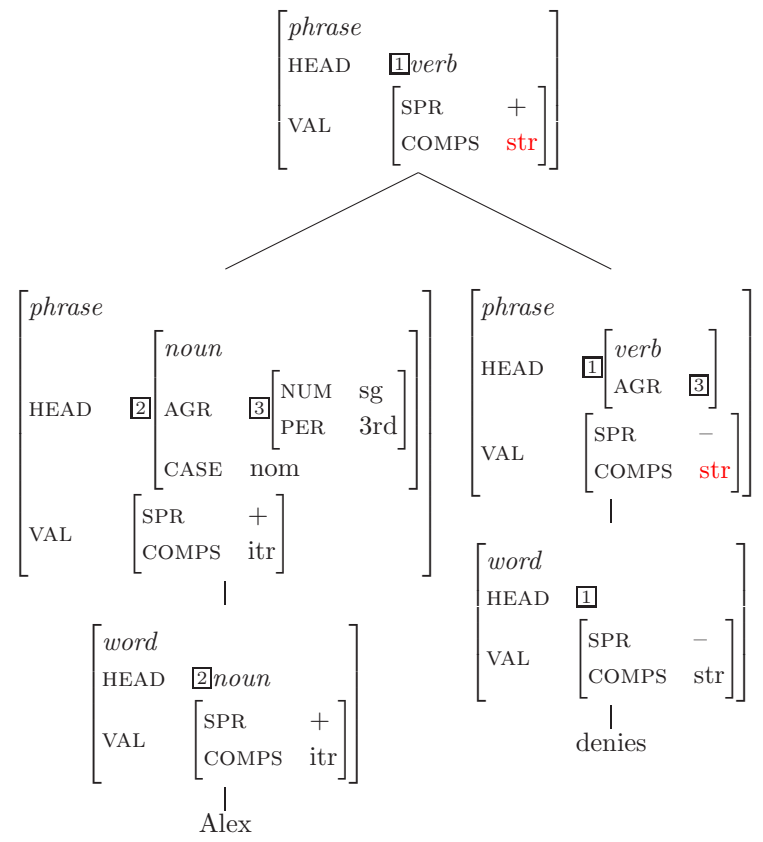 phrase
HEAD 1 verb
VAL
SPR +
COMPS str
phrase
HEAD 2
noun
AGR 3
NUM sg
PER 3rd
CASE nom
VAL
SPR +
COMPS itr
phrase
HEAD 1
verb
AGR 3
VAL
SPR –
COMPS str
word
HEAD 2 noun
VAL
SPR +
COMPS itr
Alex
word
HEAD 1
VAL
SPR –
COMPS str
denies